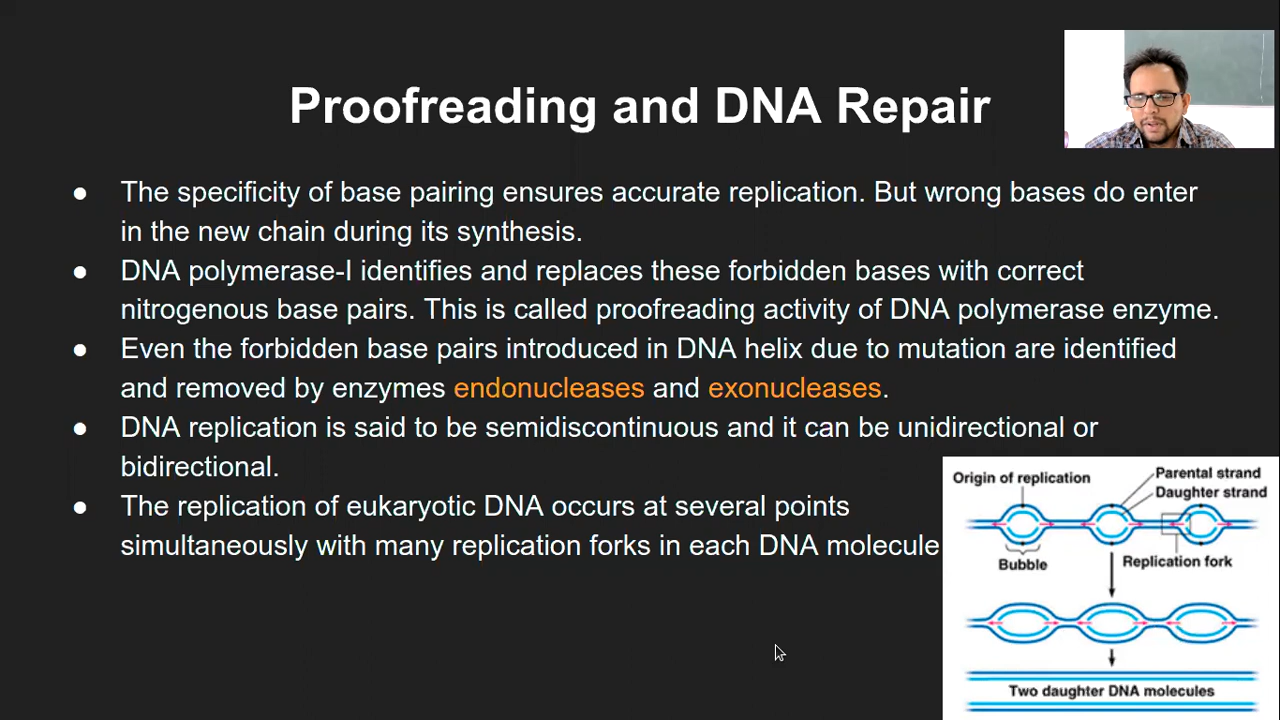 Proofreading and DNA Repair
● The specificity of base pairing ensures accurate replication. But wrong bases do enter
in the new chain during its synthesis.
● DNA polymerase-I identifies and replaces these forbidden bases with correct
nitrogenous base pairs. This is called proofreading activity of DNA polymerase enzyme.
● Even the forbidden base pairs introduced in DNA helix due to mutation are identified
and removed by enzymes endonucleases and exonucleases.
● DNA replication is said to be semidiscontinuous and it can be unidirectional or
bidirectional.
● The replication of eukaryotic DNA occurs at several points
simultaneously with many replication forks in each DNA molecule
Origin of replication
Parental strand
Daughter strand
Bubble
Replication fork
Two daughter DNA molecules